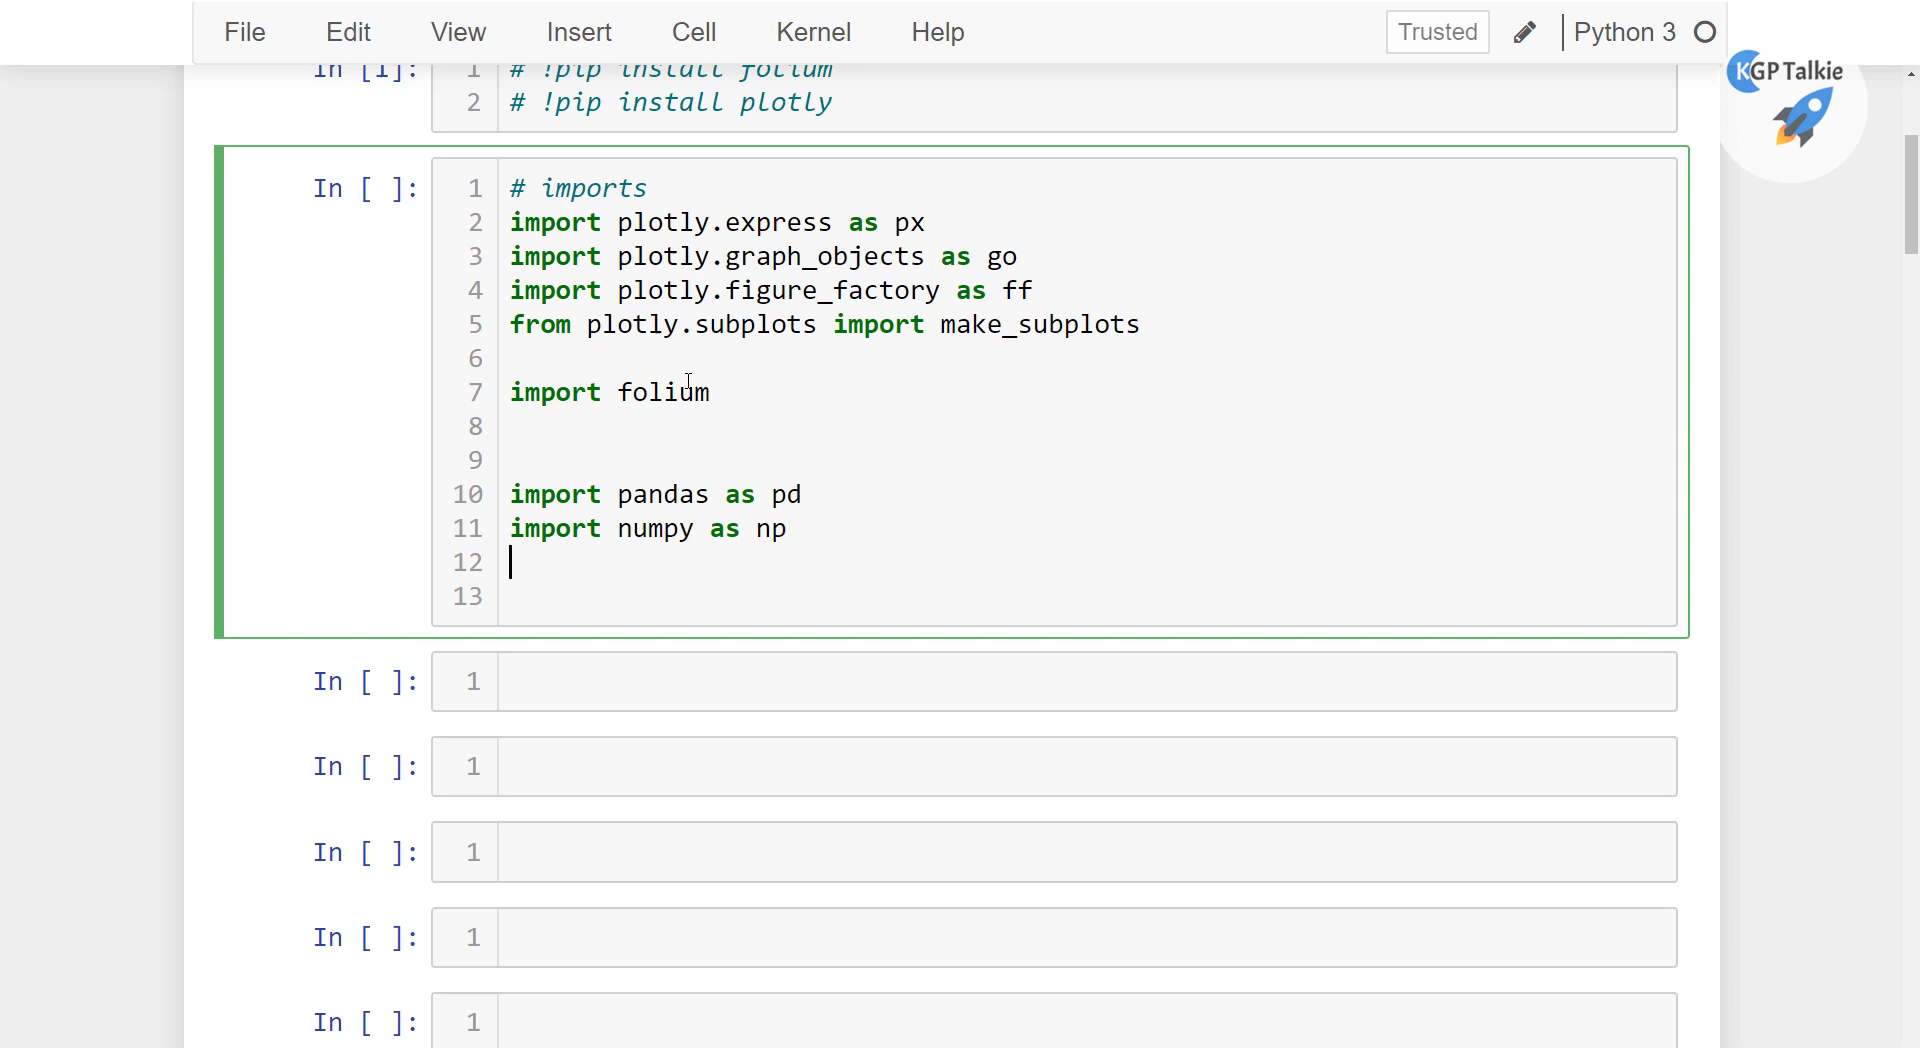 File Edit View Insert Cell Kernel Help Trusted Python 3
KGP Talkie
In [1]: 1 # !pip install folium
2 # !pip install plotly
In [ ]: 1 # imports
2 import plotly.express as px
3 import plotly.graph_objects as go
4 import plotly.figure_factory as ff
5 from plotly.subplots import make_subplots
6
7 import folium
8
9
10 import pandas as pd
11 import numpy as np
12
13
In [ ]: 1
In [ ]: 1
In [ ]: 1
In [ ]: 1
In [ ]: 1